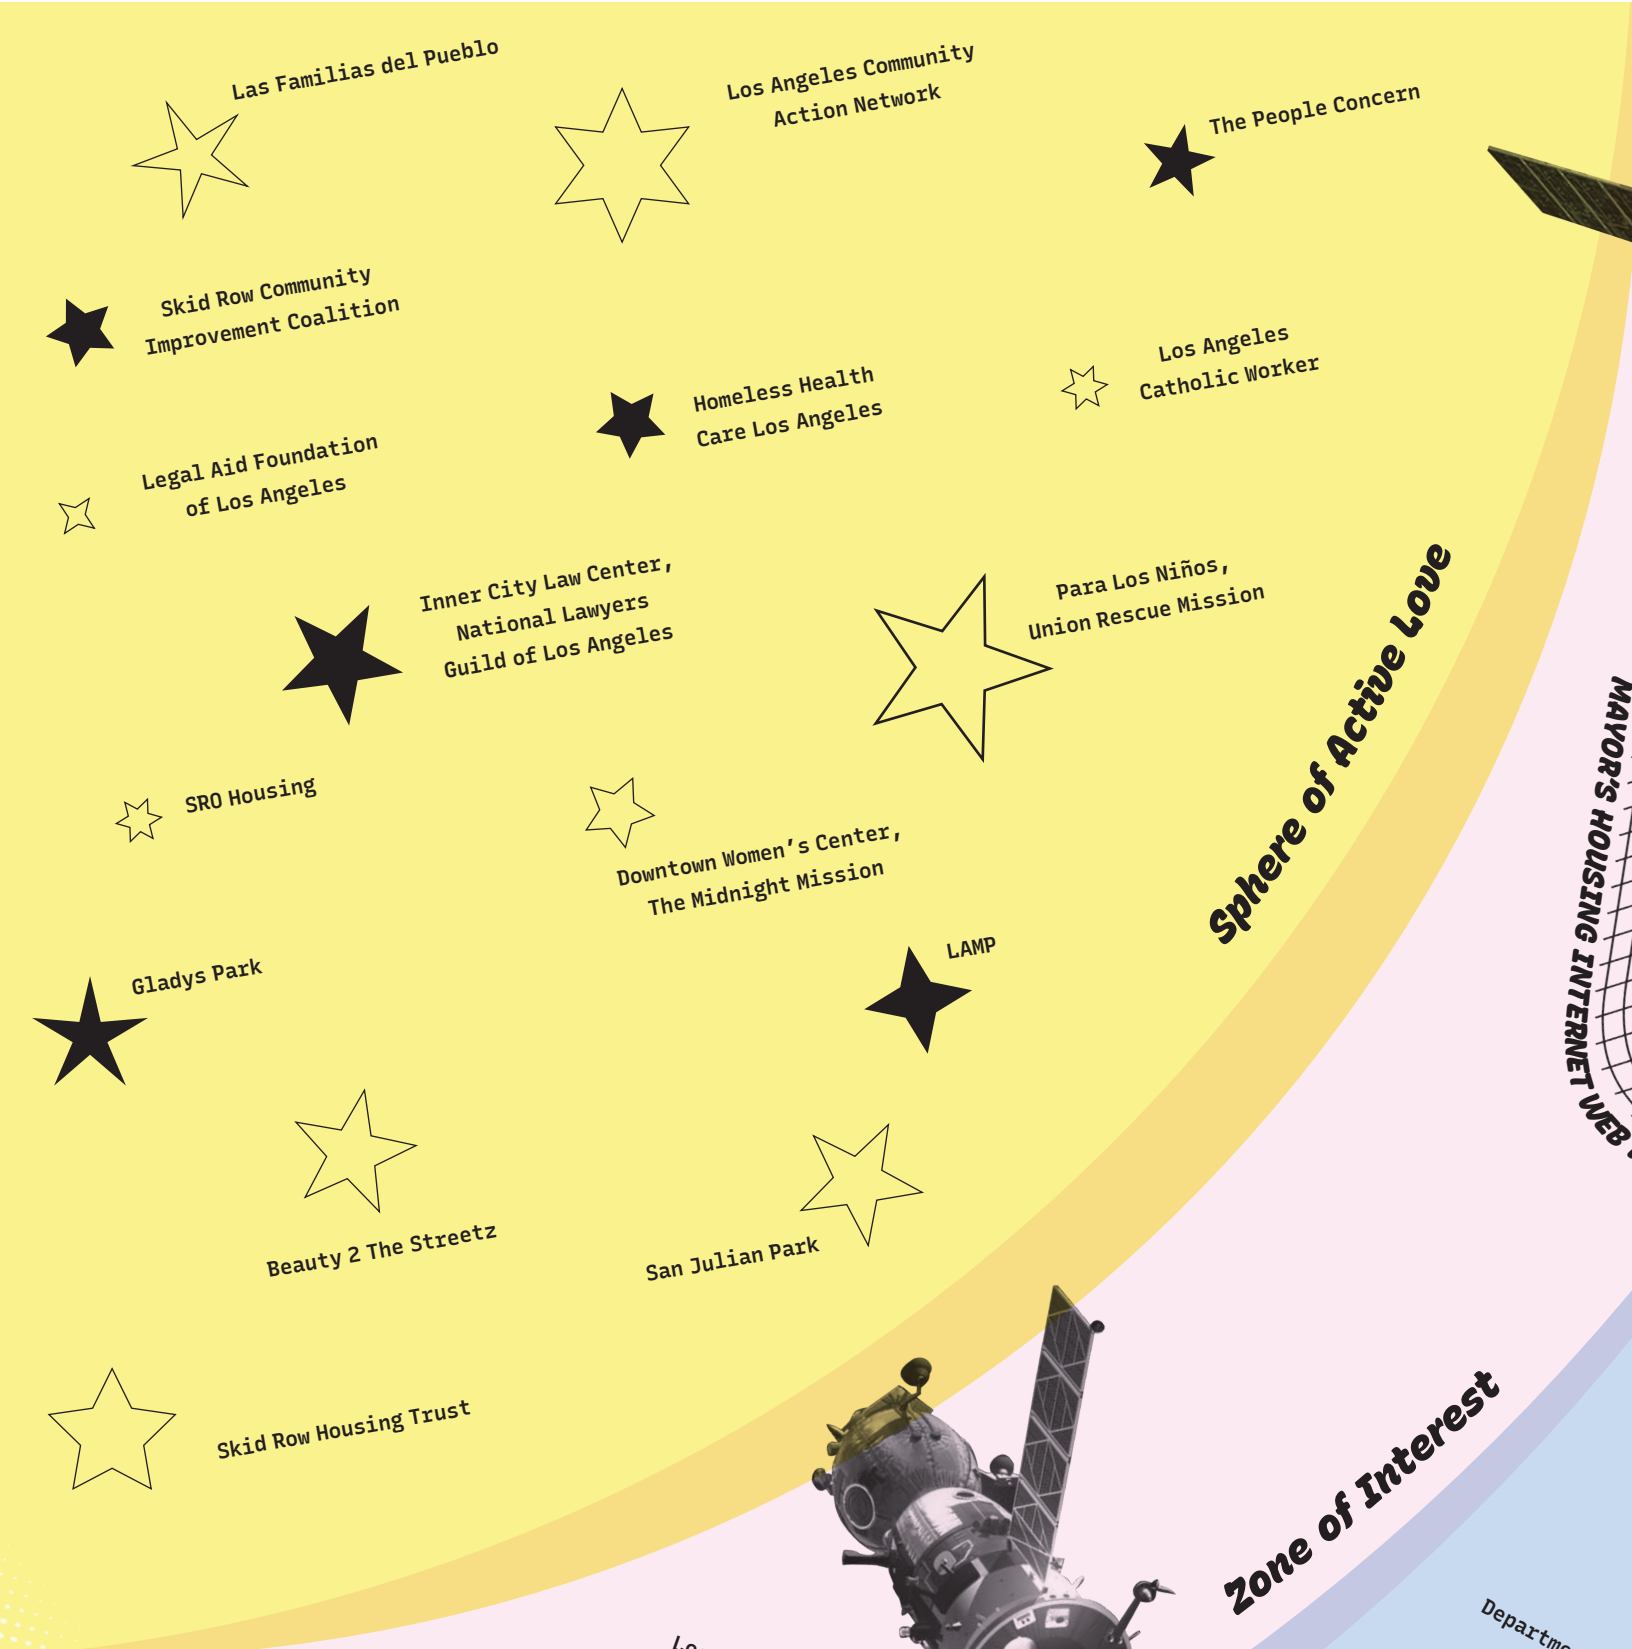 Las Familias del Pueblo
Los Angeles Community
Action Network
The People Concern
Skid Row Community
Improvement Coalition
Los Angeles
Catholic Worker
Homeless Health
Care Los Angeles
Legal Aid Foundation
of Los Angeles
Inner City Law Center,
National Lawyers
Guild of Los Angeles
Para Los Niños,
Union Rescue Mission
Sphere of Active Love
MAYOR'S HOUSING INTERNET WEB
SRO Housing
Downtown Women’s Center,
The Midnight Mission
LAMP
Gladys Park
Beauty 2 The Streetz
San Julian Park
Skid Row Housing Trust
Zone of Interest